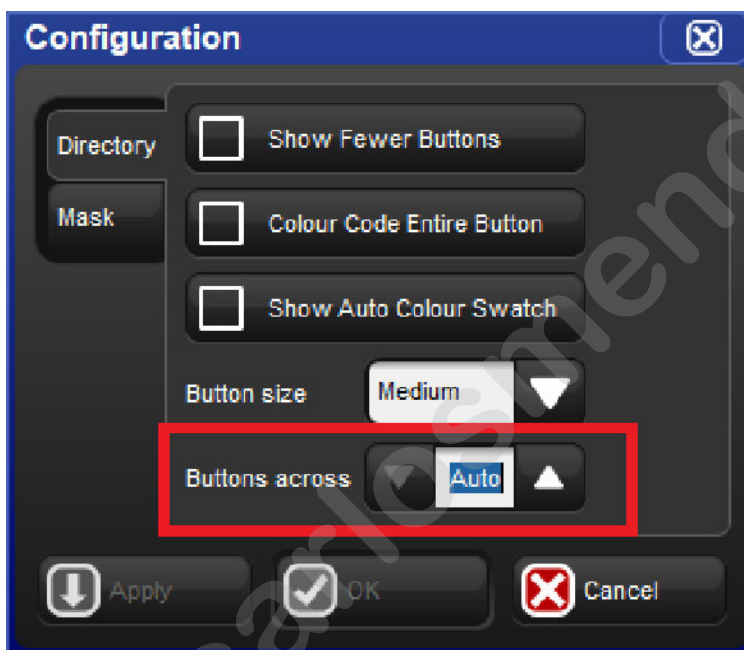 Configuration
Directory
Show Fewer Buttons
Mask
Colour Code Entire Button
Show Auto Colour Swatch
Button size Medium
Buttons across Auto
Apply OK Cancel